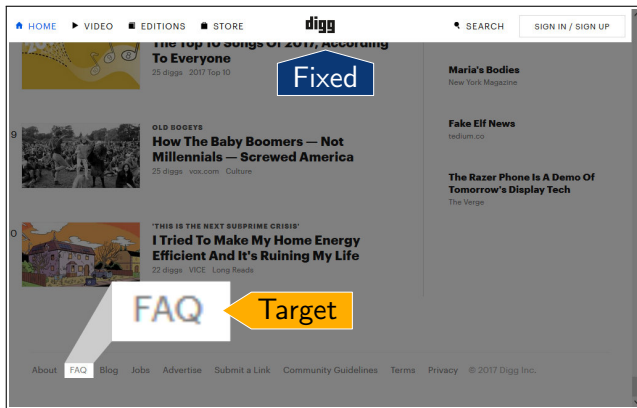 HOME VIDEO EDITIONS STORE digg SEARCH SIGN IN / SIGN UP
The Top 10 Songs Of 2017, According
To Everyone
25 diggs 2017 Top 10
Fixed
Maria's Bodies
New York Magazine
Fake Elf News
redium.co
The Razer Phone Is A Demo Of
Tomorrow's Display Tech
The Verge
9
OLD BOGEYS
How The Baby Boomers — Not
Millennials — Screwed America
25 diggs vox.com Culture
0
'THIS IS THE NEXT SUBPRIME CRISIS'
I Tried To Make My Home Energy
Efficient And It's Ruining My Life
22 diggs VICE Long Reads
FAQ
Target
About FAQ Blog Jobs Advertise Submit a Link Community Guidelines Terms Privacy © 2017 Digg Inc.